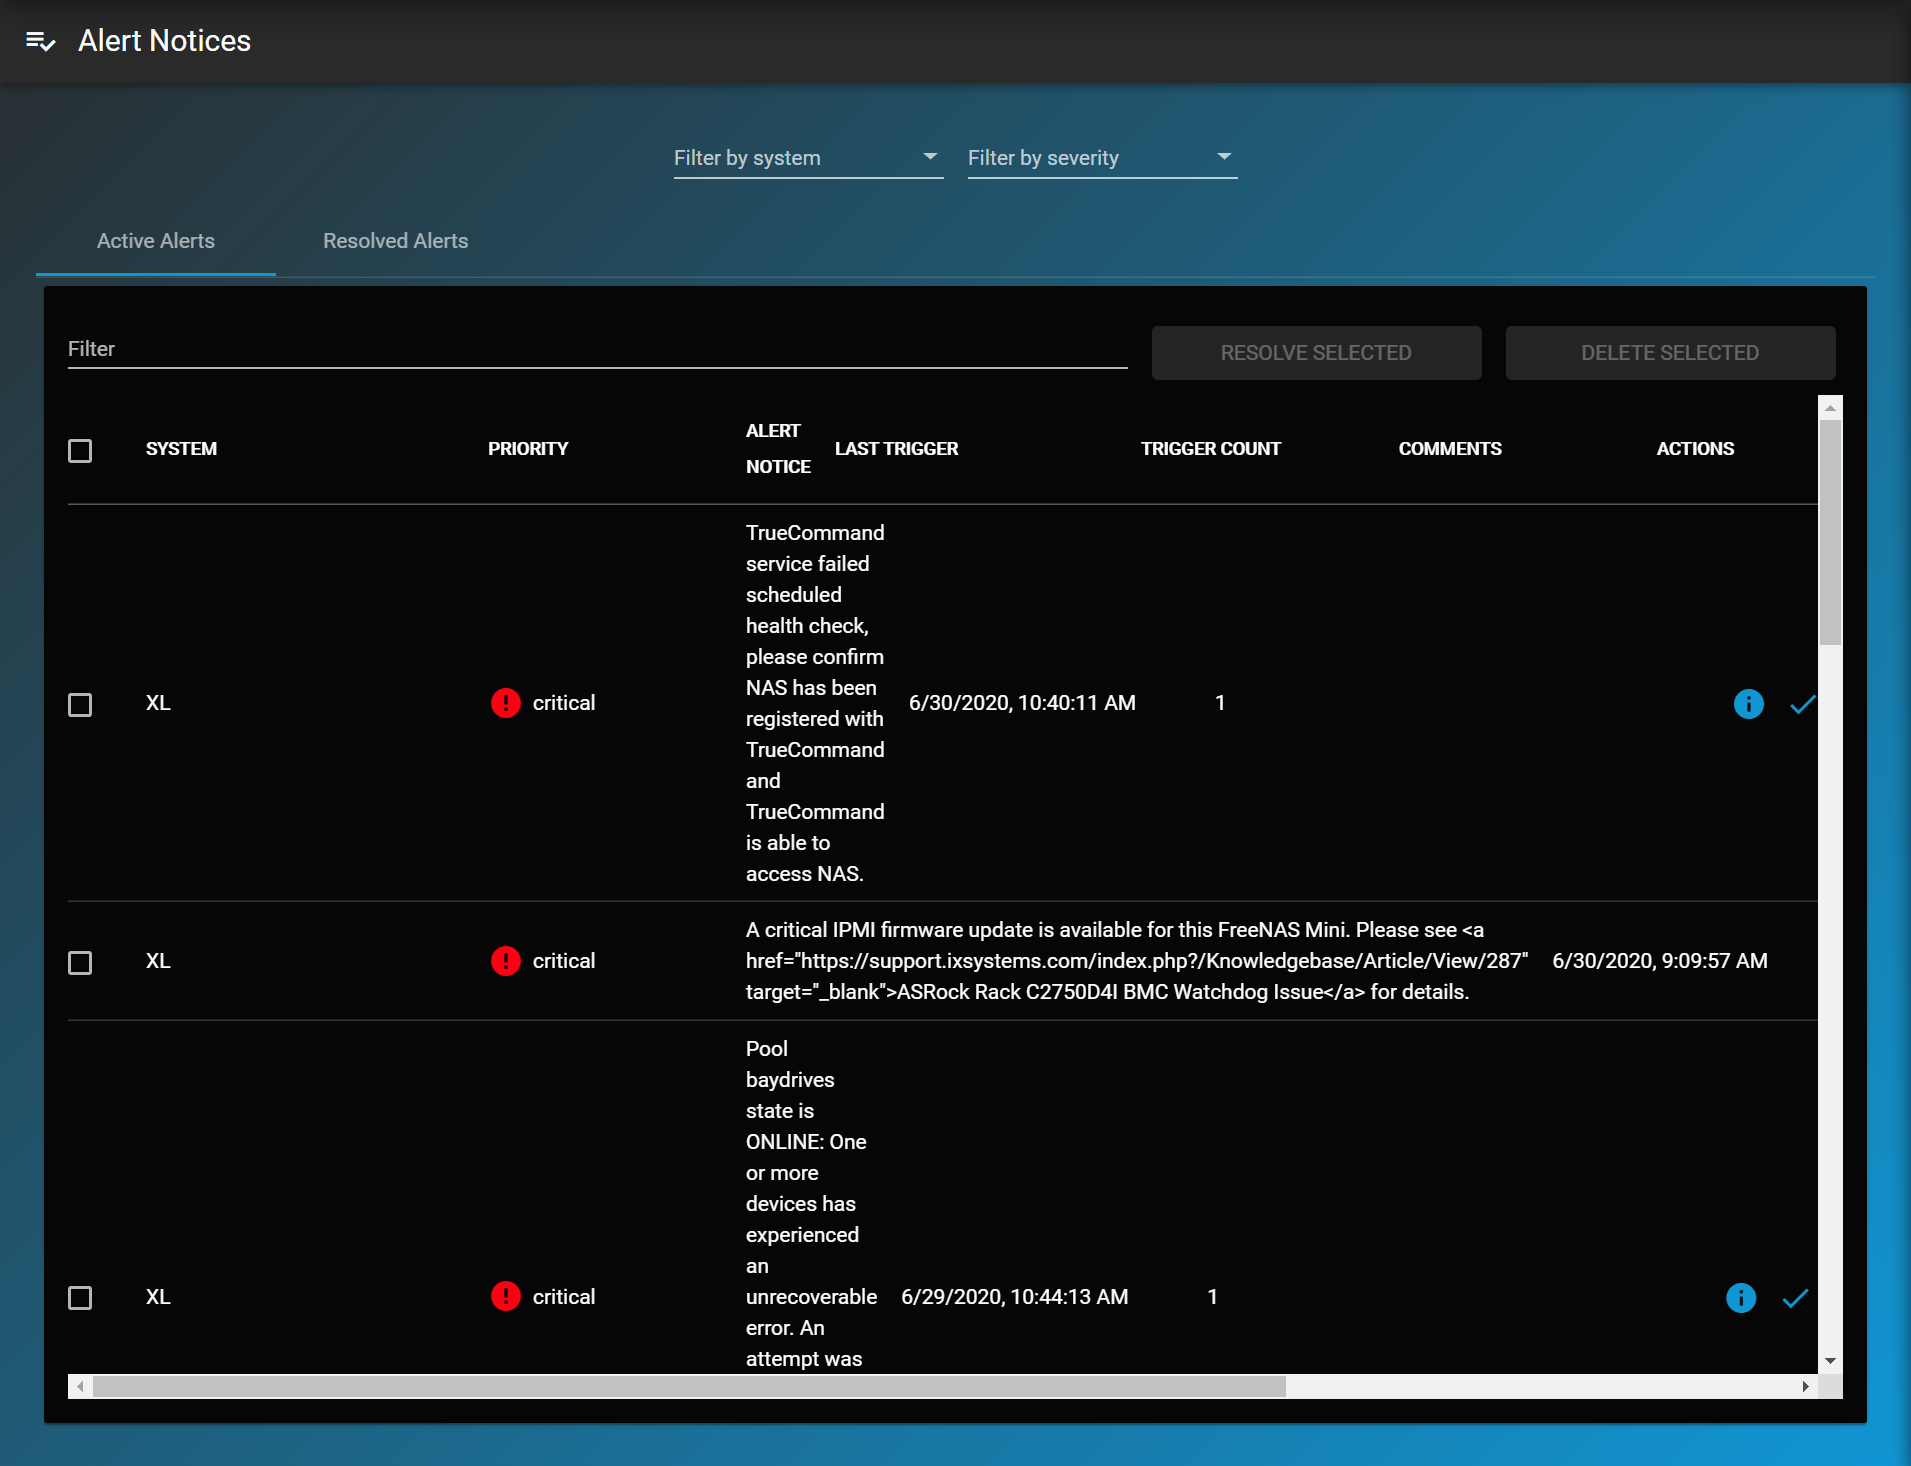 Alert Notices
Filter by system
Filter by severity
Active Alerts
Resolved Alerts
Filter
RESOLVE SELECTED
DELETE SELECTED
SYSTEM
PRIORITY
ALERT
NOTICE
LAST TRIGGER
TRIGGER COUNT
COMMENTS
ACTIONS
XL
critical
TrueCommand
service failed
scheduled
health check,
please confirm
NAS has been
registered with
TrueCommand
and
TrueCommand
is able to
access NAS.
6/30/2020, 10:40:11 AM
1
XL
critical
A critical IPMI firmware update is available for this FreeNAS Mini. Please see <a
href="https://support.ixsystems.com/index.php?/Knowledgebase/Article/View/287"
target="_blank">ASRock Rack C2750D4I BMC Watchdog Issue</a> for details.
6/30/2020, 9:09:57 AM
XL
critical
Pool
baydrives
state is
ONLINE: One
or more
devices has
experienced
an
unrecoverable
error. An
attempt was
6/29/2020, 10:44:13 AM
1